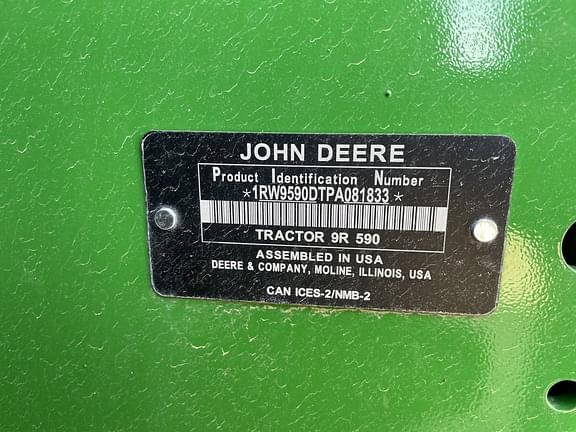 JOHN DEERE
Product Identification Number
*1RW9590DTPA081833*
TRACTOR 9R 590
ASSEMBLED IN USA
DEERE & COMPANY, MOLINE, ILLINOIS, USA
CAN ICES-2/NMB-2